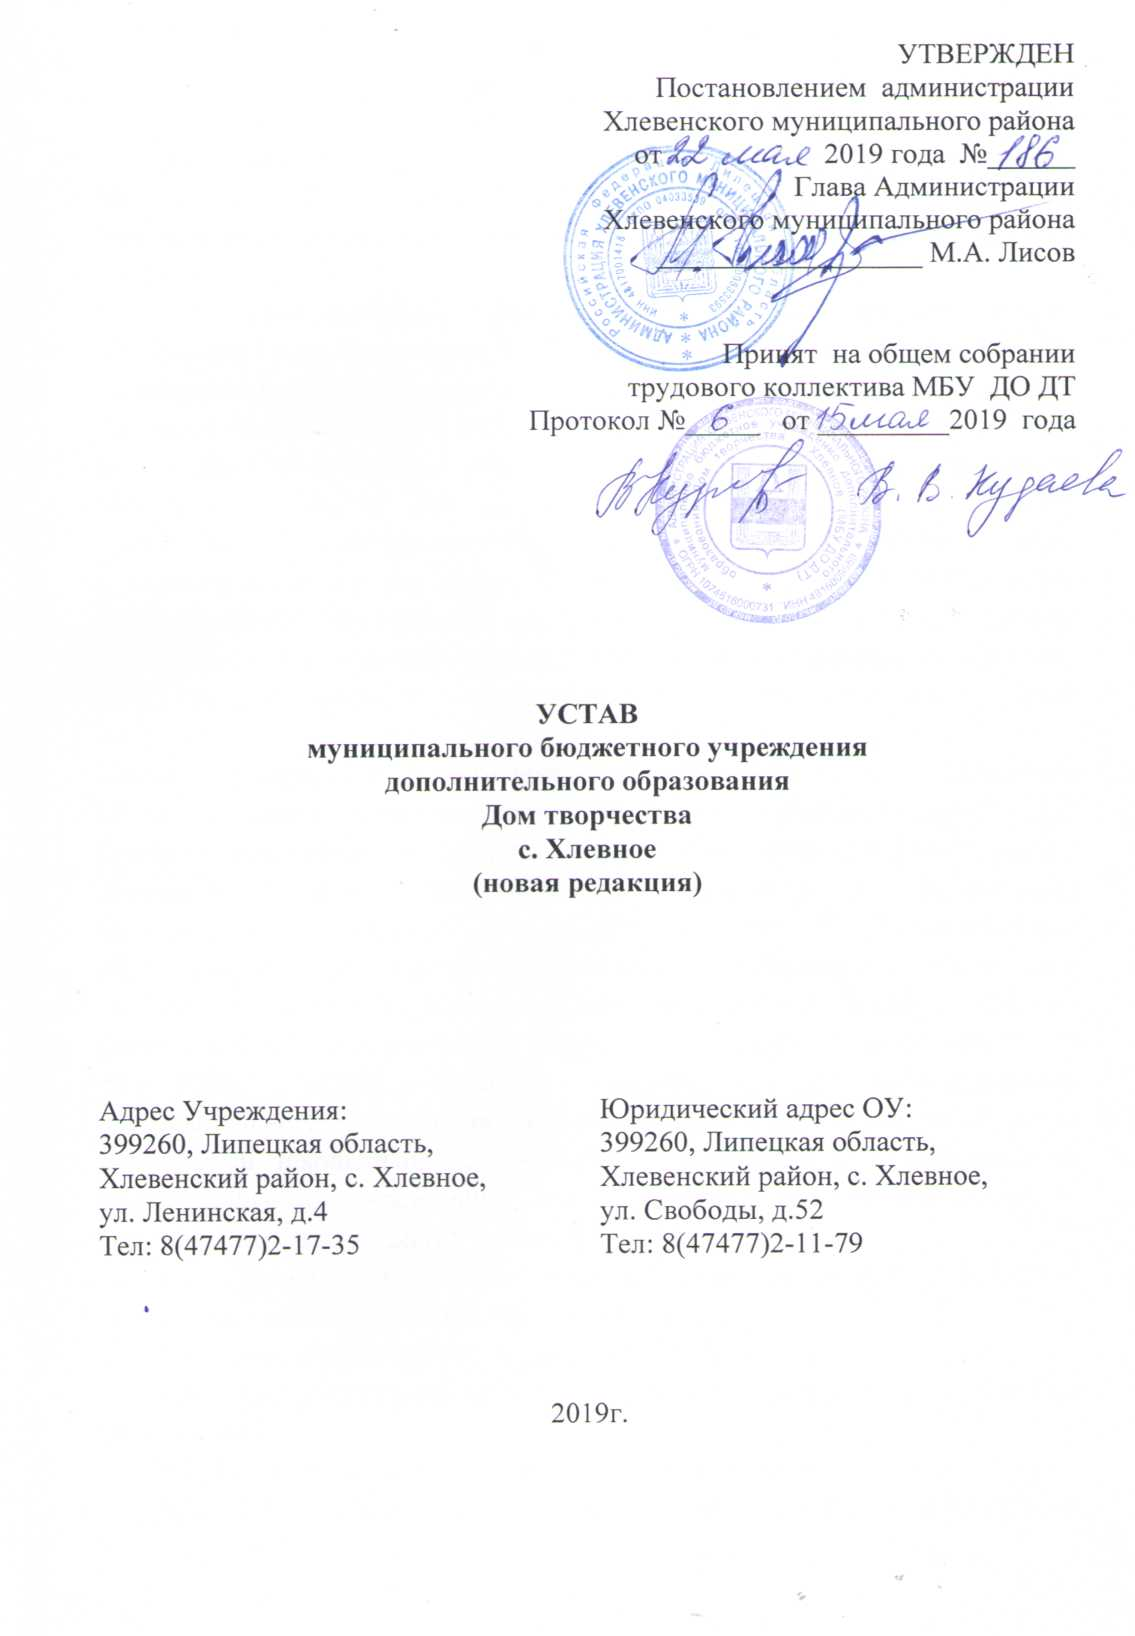 УТВЕРЖДЕН
Постановлением администрации
Хлевенского муниципального района
от 22 мая 2019 года № 186
Глава Администрации
Хлевенского муниципального района
М.А. Лисов
Принят на общем собрании
трудового коллектива МБУ ДО ДТ
Протокол № 6 от 15 мая 2019 года
В. В. Кудаева
УСТАВ
муниципального бюджетного учреждения
дополнительного образования
Дом творчества
с. Хлевное
(новая редакция)
Адрес Учреждения:
399260, Липецкая область,
Хлевенский район, с. Хлевное,
ул. Ленинская, д.4
Тел: 8(47477)2-17-35
Юридический адрес ОУ:
399260, Липецкая область,
Хлевенский район, с. Хлевное,
ул. Свободы, д.52
Тел: 8(47477)2-11-79
2019г.